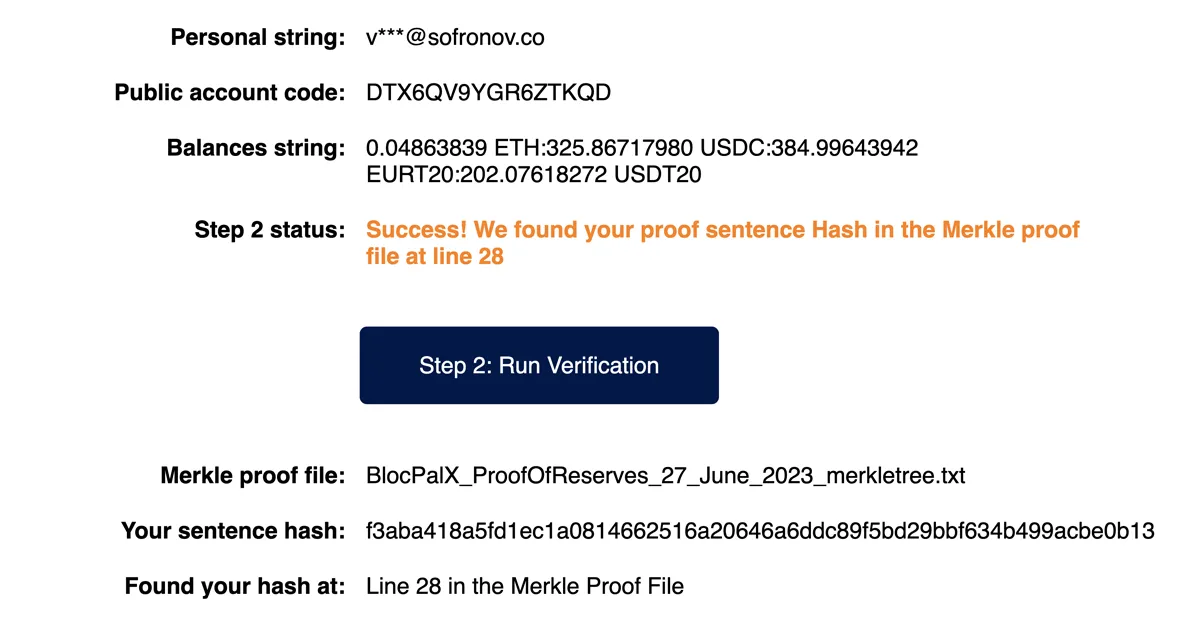 Personal string: v***@sofronov.co
Public account code: DTX6QV9YGR6ZTKQD
Balances string: 0.04863839 ETH:325.86717980 USDC:384.99643942
EURT20:202.07618272 USDT20
Step 2 status: Success! We found your proof sentence Hash in the Merkle proof
file at line 28
Step 2: Run Verification
Merkle proof file: BlocPalX_ProofOfReserves_27_June_2023_merkletree.txt
Your sentence hash: f3aba418a5fd1ec1a0814662516a20646a6ddc89f5bd29bbf634b499acbe0b13
Found your hash at: Line 28 in the Merkle Proof File